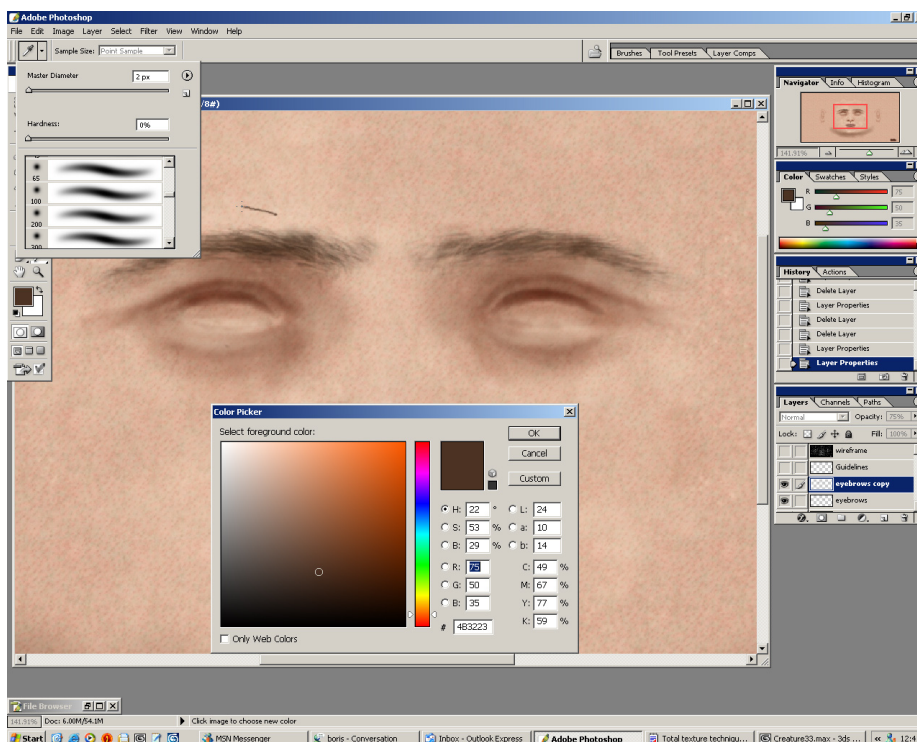 Adobe Photoshop
File Edit Image Layer Select Filter View Window Help
Sample Size: Point Sample
Brushes Tool Presets Layer Comps
Master Diameter 2 px
Hardness: 0%
65
100
200
300
/8#)
Navigator Info Histogram
141.91%
Color Swatches Styles
R 75
G 50
B 35
History Actions
Delete Layer
Layer Properties
Delete Layer
Delete Layer
Layer Properties
Layer Properties
Layers Channels Paths
Normal Opacity: 75%
Lock: Fill: 100%
wireframe
Guidelines
eyebrows copy
eyebrows
Color Picker
Select foreground color:
OK
Cancel
Custom
H: 22 ° L: 24
S: 53 % a: 10
B: 29 % b: 14
R: 75 C: 49 %
G: 50 M: 67 %
B: 35 Y: 77 %
# 4B3223 K: 59 %
Only Web Colors
File Browser
141.91% Doc: 6.00M/54.1M Click image to choose new color
Start MSN Messenger boris - Conversation Inbox - Outlook Express Adobe Photoshop Total texture techniqu... Creature33.max - 3ds ... 12:4